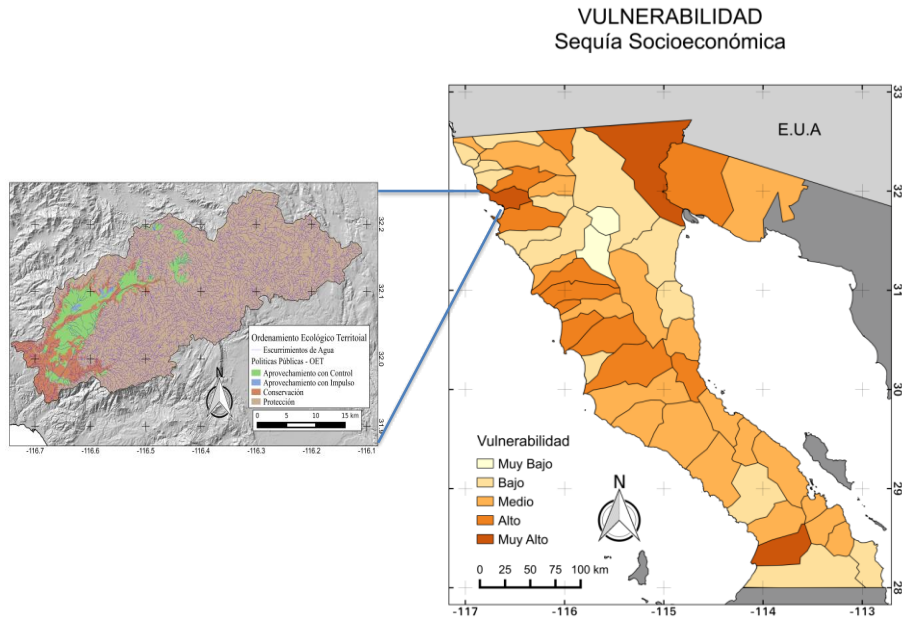 VULNERABILIDAD
Sequía Socioeconómica
E.U.A
33
32
31
30
29
28
-117
-116
-115
-114
-113
Vulnerabilidad
Muy Bajo
Bajo
Medio
Alto
Muy Alto
N
0 25 50 75 100 km
Ordenamiento Ecológico Territoial
Escurrimientos de Agua
Políticas Públicas - OET
Aprovechamiento con Control
Aprovechamiento con Impulso
Conservación
Protección
N
0 5 10 15 km
32.2
32.1
32.0
31.9
-116.7
-116.6
-116.5
-116.4
-116.3
-116.2
-116.1